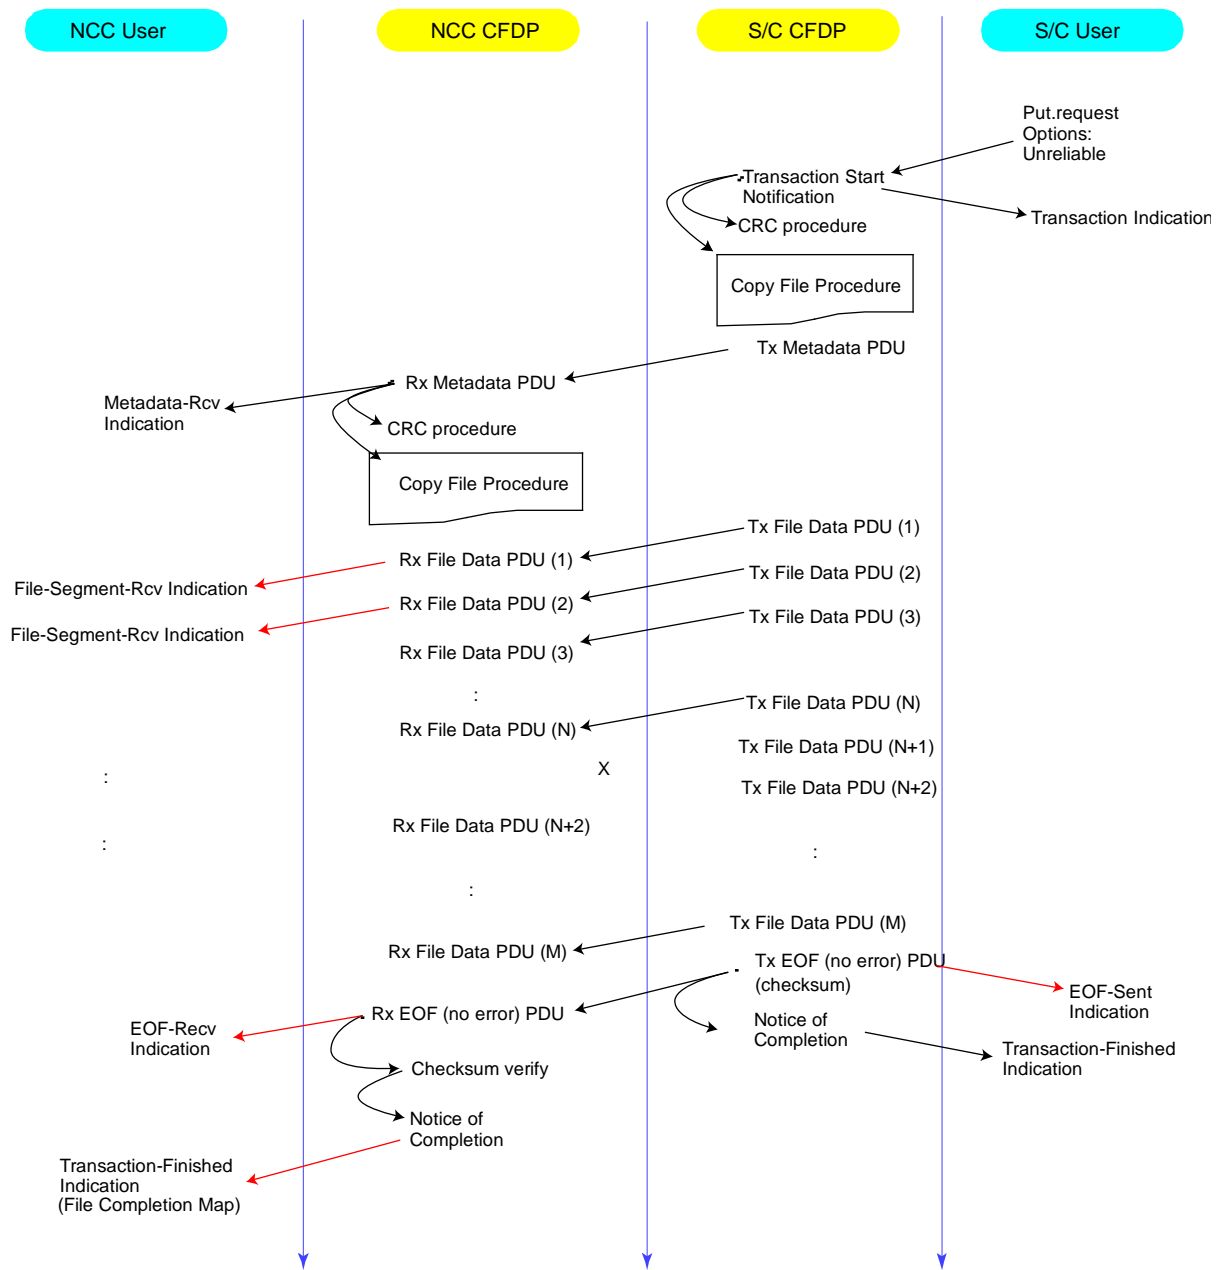 NCC User
NCC CFDP
S/C CFDP
S/C User
Put.request
Options:
Unreliable
Transaction Start
Notification
Transaction Indication
CRC procedure
Copy File Procedure
Tx Metadata PDU
Rx Metadata PDU
Metadata-Rcv
Indication
CRC procedure
Copy File Procedure
Tx File Data PDU (1)
Rx File Data PDU (1)
File-Segment-Rcv Indication
Tx File Data PDU (2)
Rx File Data PDU (2)
File-Segment-Rcv Indication
Tx File Data PDU (3)
Rx File Data PDU (3)
:
Tx File Data PDU (N)
Rx File Data PDU (N)
Tx File Data PDU (N+1)
X
:
Tx File Data PDU (N+2)
Rx File Data PDU (N+2)
:
:
:
Tx File Data PDU (M)
Rx File Data PDU (M)
Tx EOF (no error) PDU
(checksum)
EOF-Sent
Indication
Rx EOF (no error) PDU
EOF-Recv
Indication
Notice of
Completion
Transaction-Finished
Indication
Checksum verify
Notice of
Completion
Transaction-Finished
Indication
(File Completion Map)